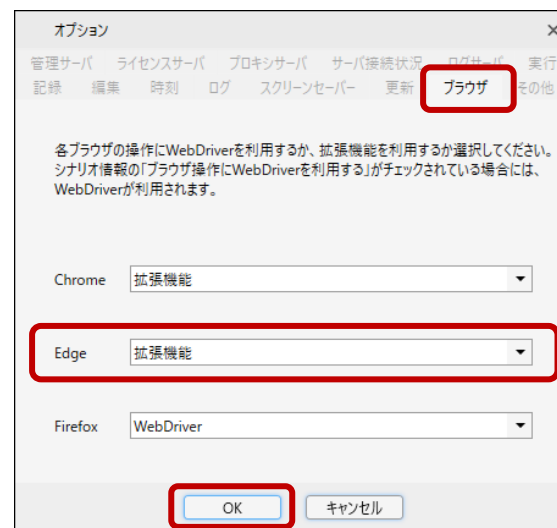 オプション
管理サーバ ライセンスサーバ プロキシサーバ サーバ接続状況 ログサーバ 実行
記録 編集 時刻 ログ スクリーンセーバー 更新 ブラウザ その他
各ブラウザの操作にWebDriverを利用するか、拡張機能を利用するか選択してください。
シナリオ情報の「ブラウザ操作にWebDriverを利用する」がチェックされている場合には、
WebDriverが利用されます。
Chrome 拡張機能
Edge 拡張機能
Firefox WebDriver
OK キャンセル